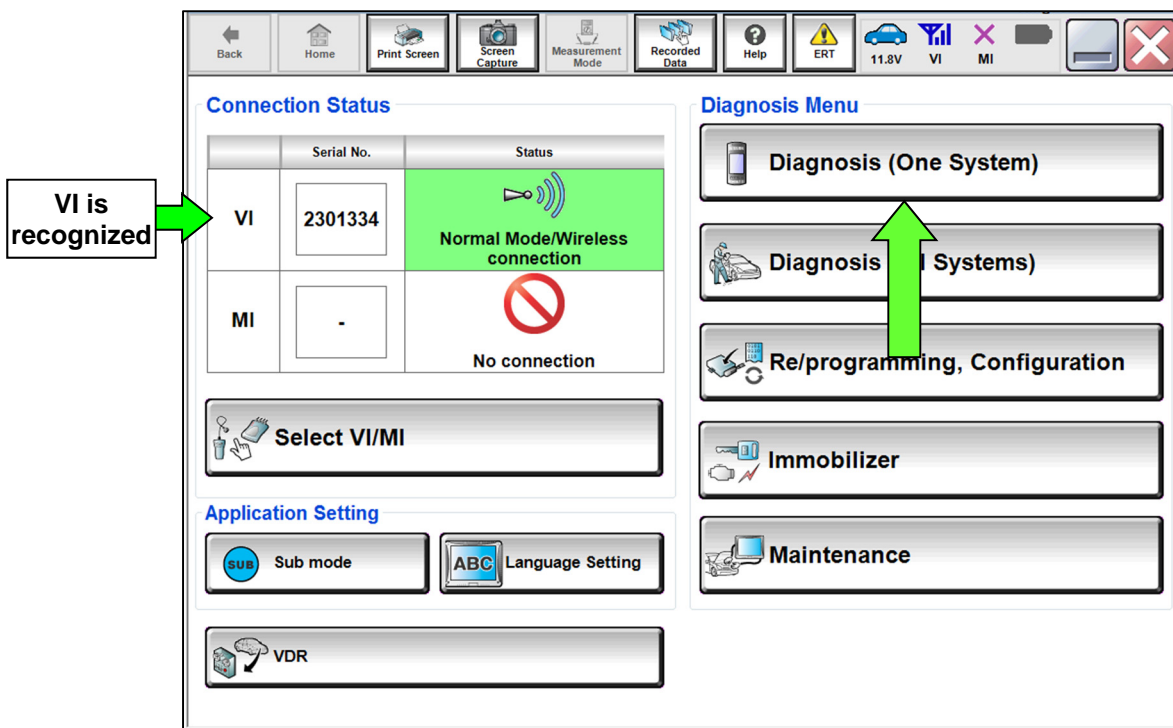 Back
Home
Print Screen
Screen
Capture
Measurement
Mode
Recorded
Data
?
Help
ERT
11.8V
VI
MI
VI is
recognized
Connection Status
Serial No.
Status
VI
2301334
Normal Mode/Wireless
connection
MI
-
No connection
Select VI/MI
Application Setting
SUB
Sub mode
ABC
Language Setting
VDR
Diagnosis Menu
Diagnosis (One System)
Diagnosis Systems)
Re/programming, Configuration
Immobilizer
Maintenance